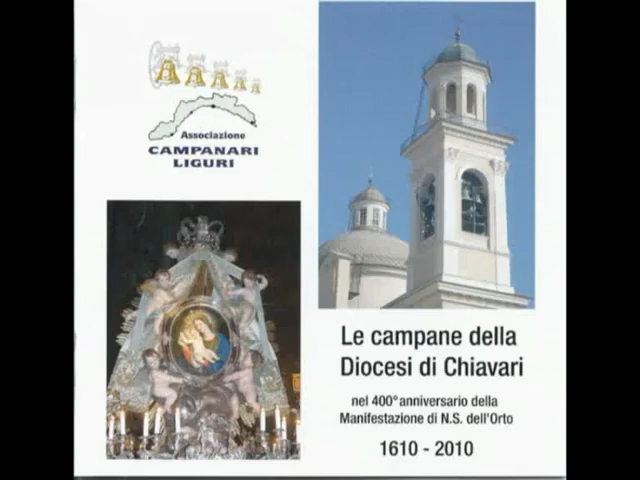 Associazione
CAMPANARI
LIGURI
Le campane della
Diocesi di Chiavari
nel 400° anniversario della
Manifestazione di N.S. dell'Orto
1610 - 2010